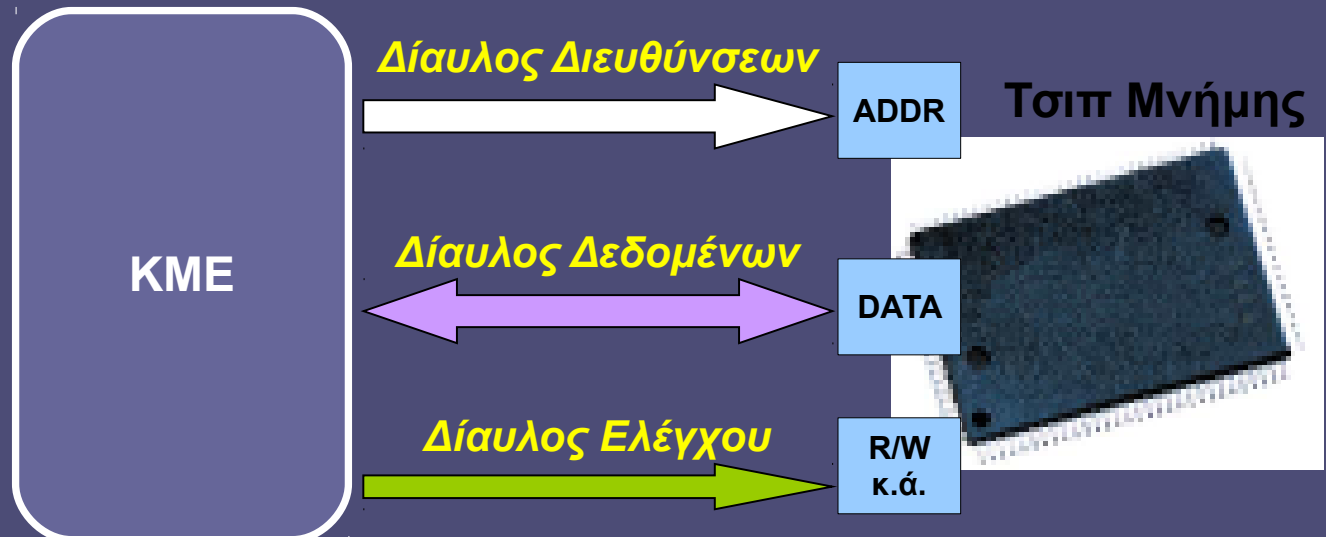 Δίαυλος Διευθύνσεων
ADDR
Τσιπ Μνήμης
ΚΜΕ
Δίαυλος Δεδομένων
DATA
Δίαυλος Ελέγχου
R/W
κ.ά.